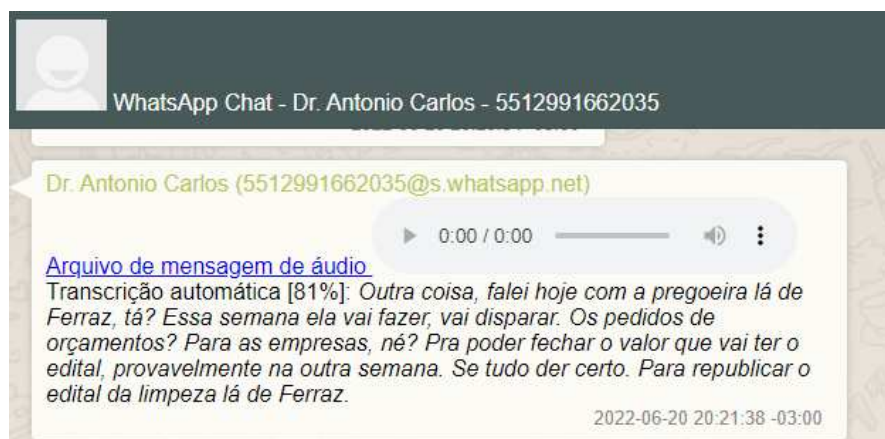 WhatsApp Chat - Dr. Antonio Carlos - 5512991662035
Dr. Antonio Carlos (5512991662035@s.whatsapp.net)
0:00 / 0:00
Arquivo de mensagem de áudio
Transcrição automática [81%]: Outra coisa, falei hoje com a pregoeira lá de
Ferraz, tá? Essa semana ela vai fazer, vai disparar. Os pedidos de
orçamentos? Para as empresas, né? Pra poder fechar o valor que vai ter o
edital, provavelmente na outra semana. Se tudo der certo. Para republicar o
edital da limpeza lá de Ferraz.
2022-06-20 20:21:38 -03:00